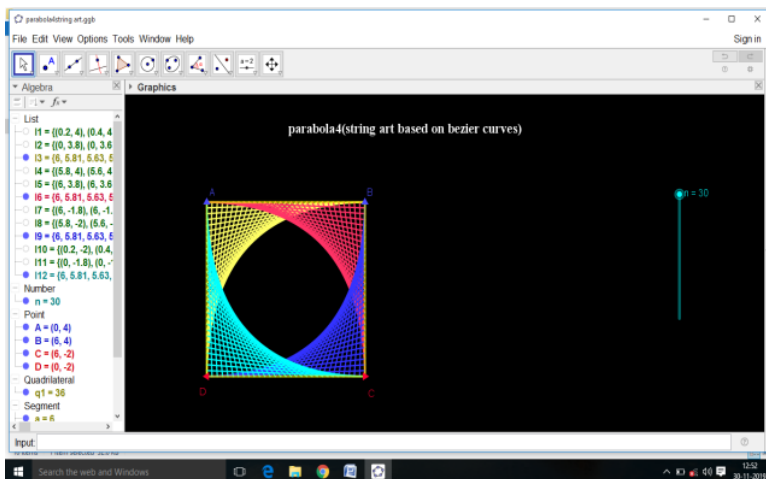 parabola4string art.ggb
File Edit View Options Tools Window Help
Sign in
A
a=2
Algebra
Graphics
List
l1 = {(0.2, 4), (0.4, 4
l2 = {(0, 3.8), (0, 3.6
l3 = {6, 5.81, 5.63, 5
l4 = {(5.8, 4), (5.6, 4
l5 = {(6, 3.8), (6, 3.6
l6 = {6, 5.81, 5.63, 5
l7 = {(6, -1.8), (6, -1.
l8 = {(5.8, -2), (5.6, -
l9 = {6, 5.81, 5.63, 5
l10 = {(0.2, -2), (0.4,
l11 = {(0, -1.8), (0, -1
l12 = {6, 5.81, 5.63,
Number
n = 30
Point
A = (0, 4)
B = (6, 4)
C = (6, -2)
D = (0, -2)
Quadrilateral
q1 = 36
Segment
a = 6
parabola4(string art based on bezier curves)
A
B
n = 30
D
C
Input:
Search the web and Windows
12:52
30-11-2019